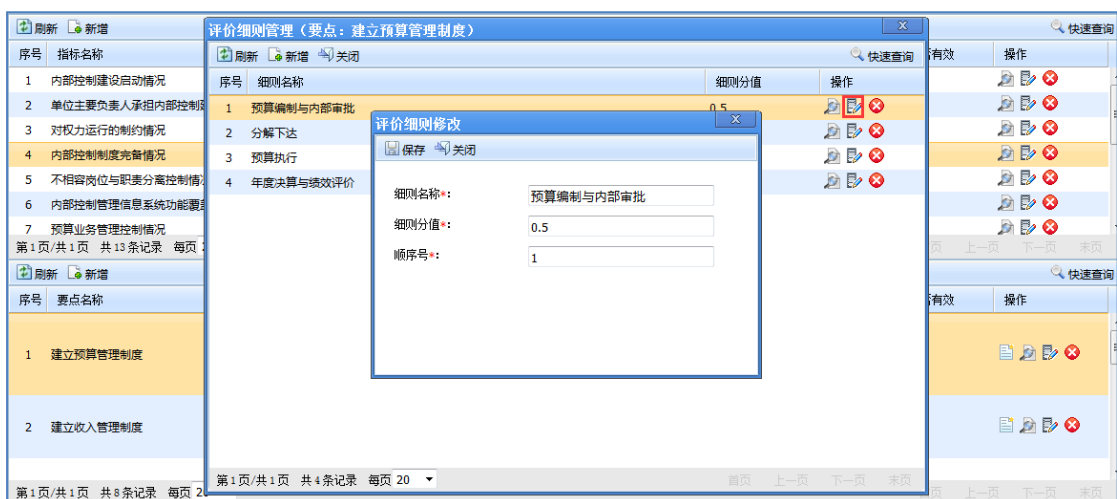 刷新 新增 快速查询
序号 指标名称 有效 操作
1 内部控制建设启动情况
2 单位主要负责人承担内部控制
3 对权力运行的制约情况
4 内部控制制度完备情况
5 不相容岗位与职责分离控制情
6 内部控制管理信息系统功能覆
7 预算业务管理控制情况
第1页/共1页 共13条记录 每页 页 上一页 下一页 末页
刷新 新增 快速查询
序号 要点名称 有效 操作
1 建立预算管理制度
2 建立收入管理制度
第1页/共1页 共8条记录 每页 2 页 上一页 下一页 末页
评价细则管理(要点:建立预算管理制度) X
刷新 新增 关闭 快速查询
序号 细则名称 细则分值 操作
1 预算编制与内部审批 0.5
2 分解下达
3 预算执行
4 年度决算与绩效评价
第1页/共1页 共4条记录 每页 20 首页 上一页 下一页 末页
评价细则修改 X
保存 关闭
细则名称*: 预算编制与内部审批
细则分值*: 0.5
顺序号*: 1